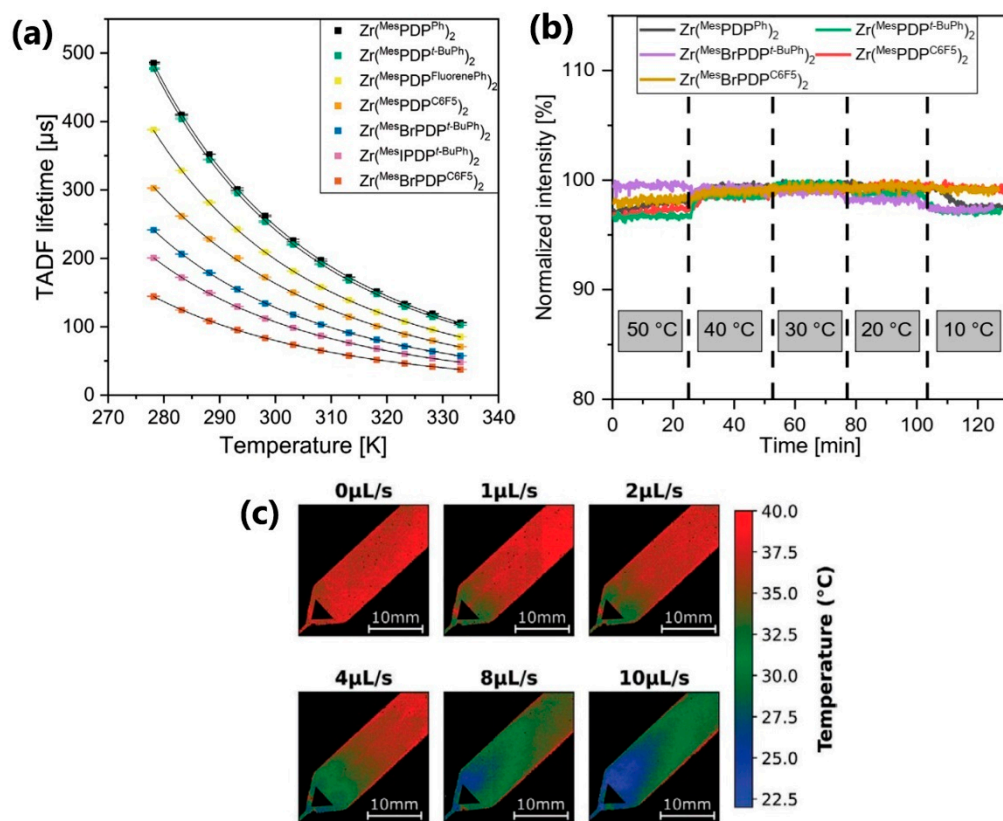 (a)
500
400
300
200
100
0
TADF lifetime [µs]
270 280 290 300 310 320 330 340
Temperature [K]
Zr(ᴹᵉˢPDPᴾʰ)₂
Zr(ᴹᵉˢPDPᵗ⁻ᴮᵘᴾʰ)₂
Zr(ᴹᵉˢPDPᶠˡᵘᵒʳᵉⁿᵉᴾʰ)₂
Zr(ᴹᵉˢPDPᶜ⁶ᶠ⁵)₂
Zr(ᴹᵉˢBrPDPᵗ⁻ᴮᵘᴾʰ)₂
Zr(ᴹᵉˢIPDPᵗ⁻ᴮᵘᴾʰ)₂
Zr(ᴹᵉˢBrPDPᶜ⁶ᶠ⁵)₂
(b)
110
100
90
80
Normalized intensity [%]
Zr(ᴹᵉˢPDPᴾʰ)₂ Zr(ᴹᵉˢPDPᵗ⁻ᴮᵘᴾʰ)₂
Zr(ᴹᵉˢBrPDPᵗ⁻ᴮᵘᴾʰ)₂ Zr(ᴹᵉˢPDPᶜ⁶ᶠ⁵)₂
Zr(ᴹᵉˢBrPDPᶜ⁶ᶠ⁵)₂
50 °C 40 °C 30 °C 20 °C 10 °C
0 20 40 60 80 100 120
Time [min]
(c)
0µL/s 1µL/s 2µL/s
10mm 10mm 10mm
4µL/s 8µL/s 10µL/s
10mm 10mm 10mm
40.0
37.5
35.0
32.5
30.0
27.5
25.0
22.5
Temperature (°C)